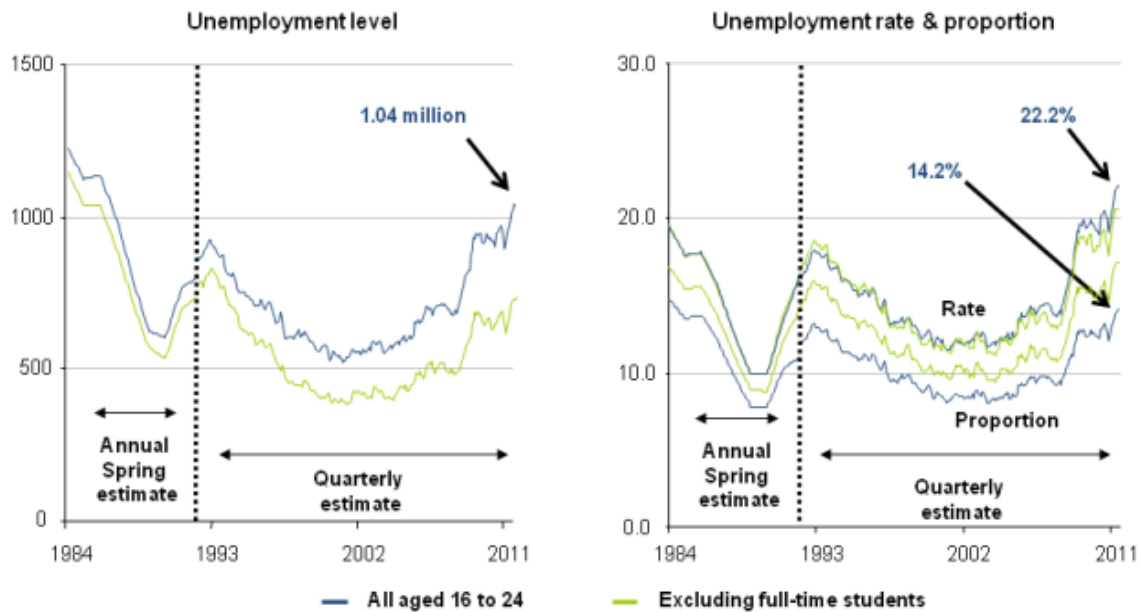 Unemployment level
1500
1000
500
0
1984
1993
2002
2011
1.04 million
Annual
Spring
estimate
Quarterly
estimate
Unemployment rate & proportion
30.0
20.0
10.0
0.0
1984
1993
2002
2011
22.2%
14.2%
Rate
Proportion
Annual
Spring
estimate
Quarterly
estimate
All aged 16 to 24
Excluding full-time students